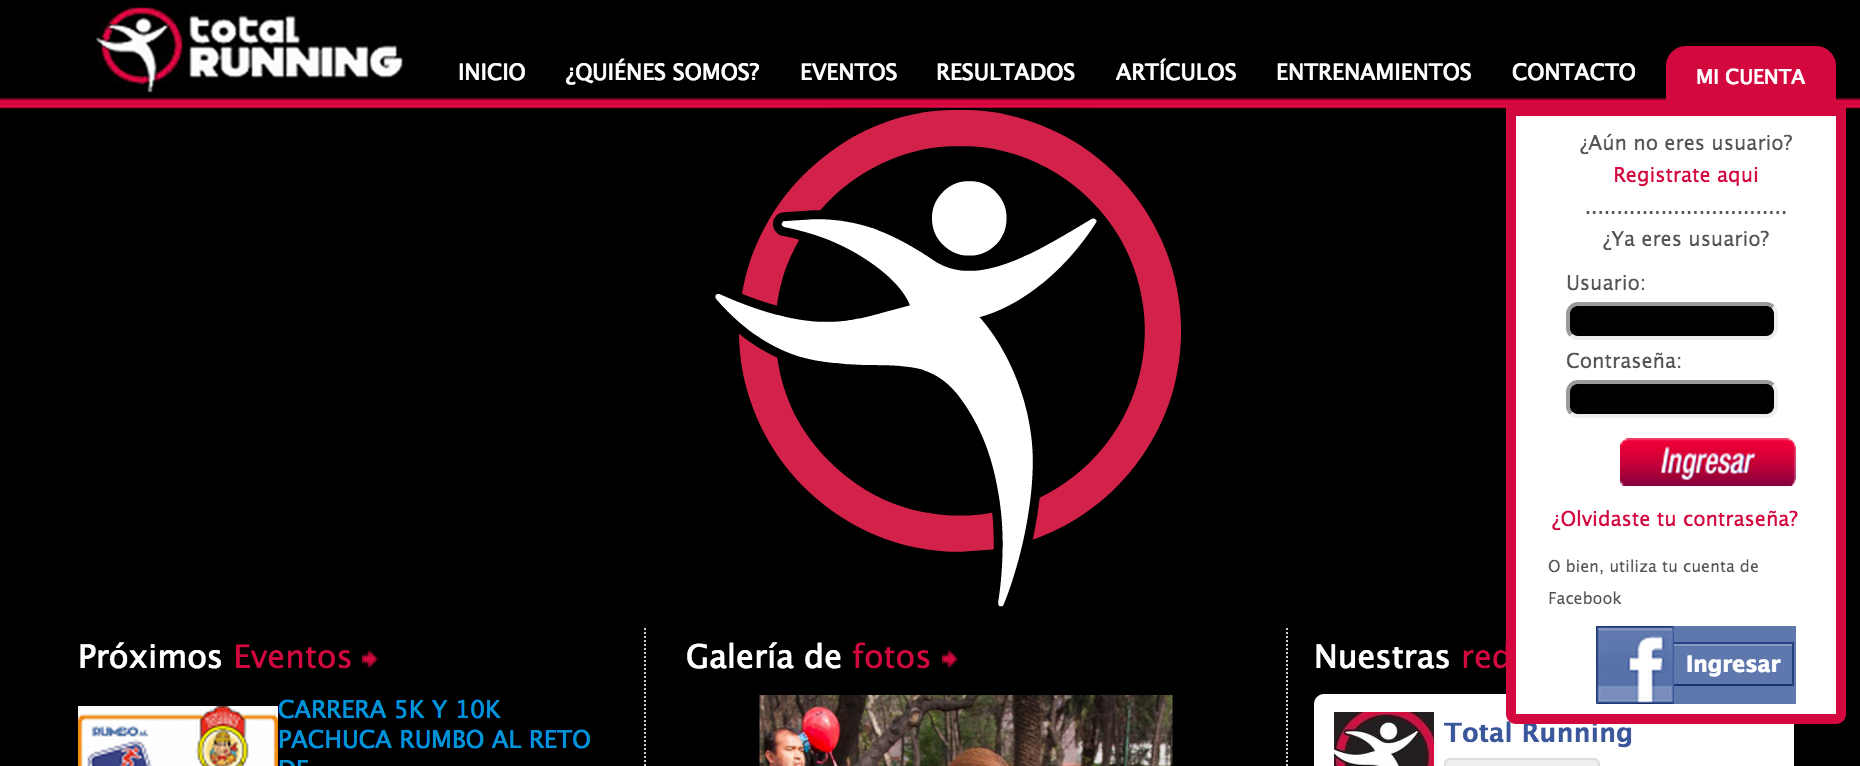 total
RUNNING
INICIO
¿QUIÉNES SOMOS?
EVENTOS
RESULTADOS
ARTÍCULOS
ENTRENAMIENTOS
CONTACTO
MI CUENTA
¿Aún no eres usuario?
Registrate aqui
................................
¿Ya eres usuario?
Usuario:
Contraseña:
Ingresar
¿Olvidaste tu contraseña?
O bien, utiliza tu cuenta de
Facebook
f Ingresar
Próximos Eventos
RUMBO
CARRERA 5K Y 10K
PACHUCA RUMBO AL RETO
DE
Galería de fotos
Nuestras red
Total Running